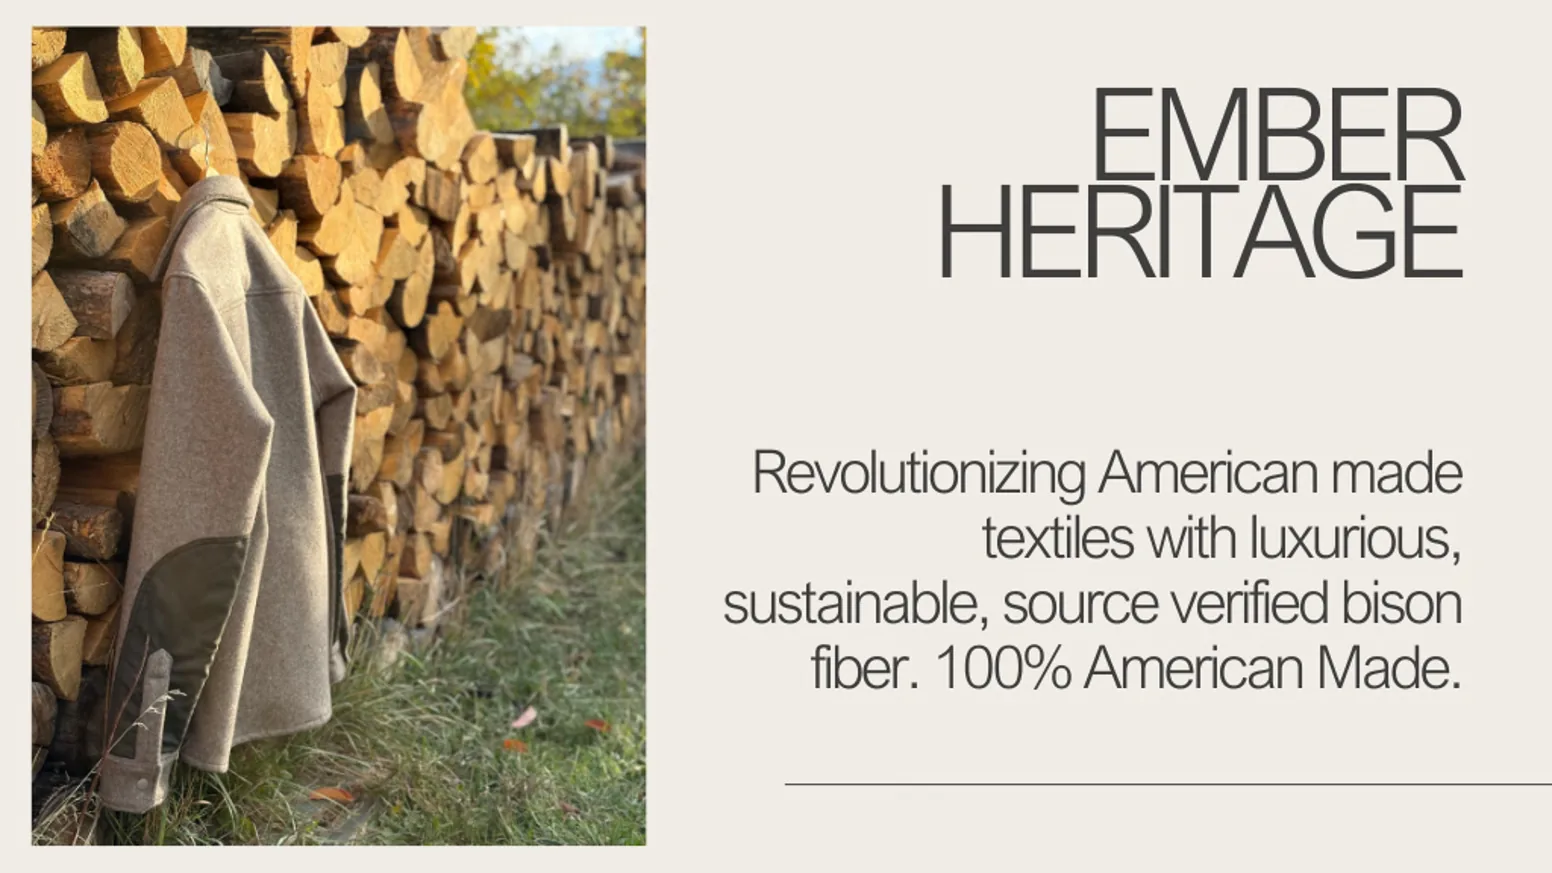 EMBER
HERITAGE
Revolutionizing American made
textiles with luxurious,
sustainable, source verified bison
fiber. 100% American Made.